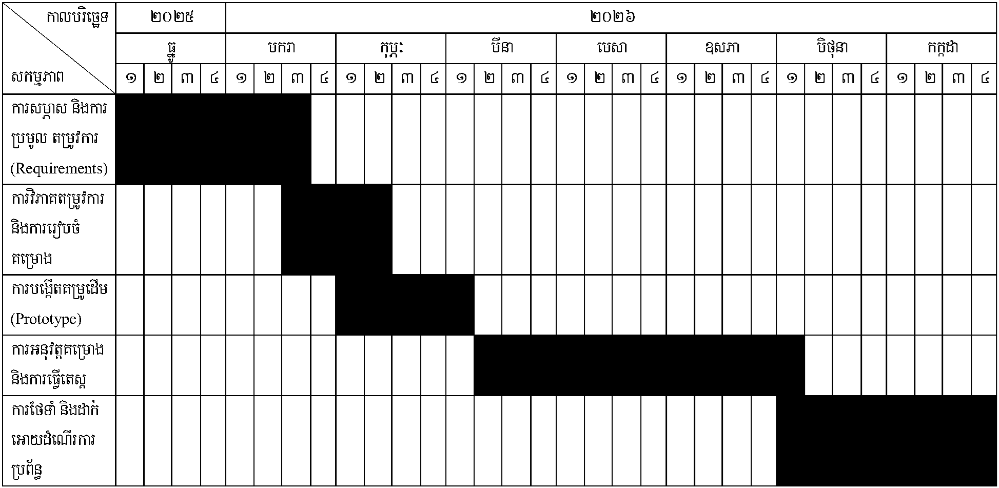 កាលបរិច្ឆេទ ២០២៥ ២០២៦
ធ្នូ មករា កុម្ភៈ មីនា មេសា ឧសភា មិថុនា កក្កដា
សកម្មភាព ១ ២ ៣ ៤ ១ ២ ៣ ៤ ១ ២ ៣ ៤ ១ ២ ៣ ៤ ១ ២ ៣ ៤ ១ ២ ៣ ៤ ១ ២ ៣ ៤ ១ ២ ៣ ៤
ការសម្ភាស និងការ
ប្រមូល តម្រូវការ
(Requirements)
ការវិភាគតម្រូវការ
និងការរៀបចំ
គម្រោង
ការបង្កើតគម្រូដើម
(Prototype)
ការអនុវត្តគម្រោង
និងការធ្វើតេស្ត
ការថែទាំ និងដាក់
អោយដំណើរការ
ប្រព័ន្ធ